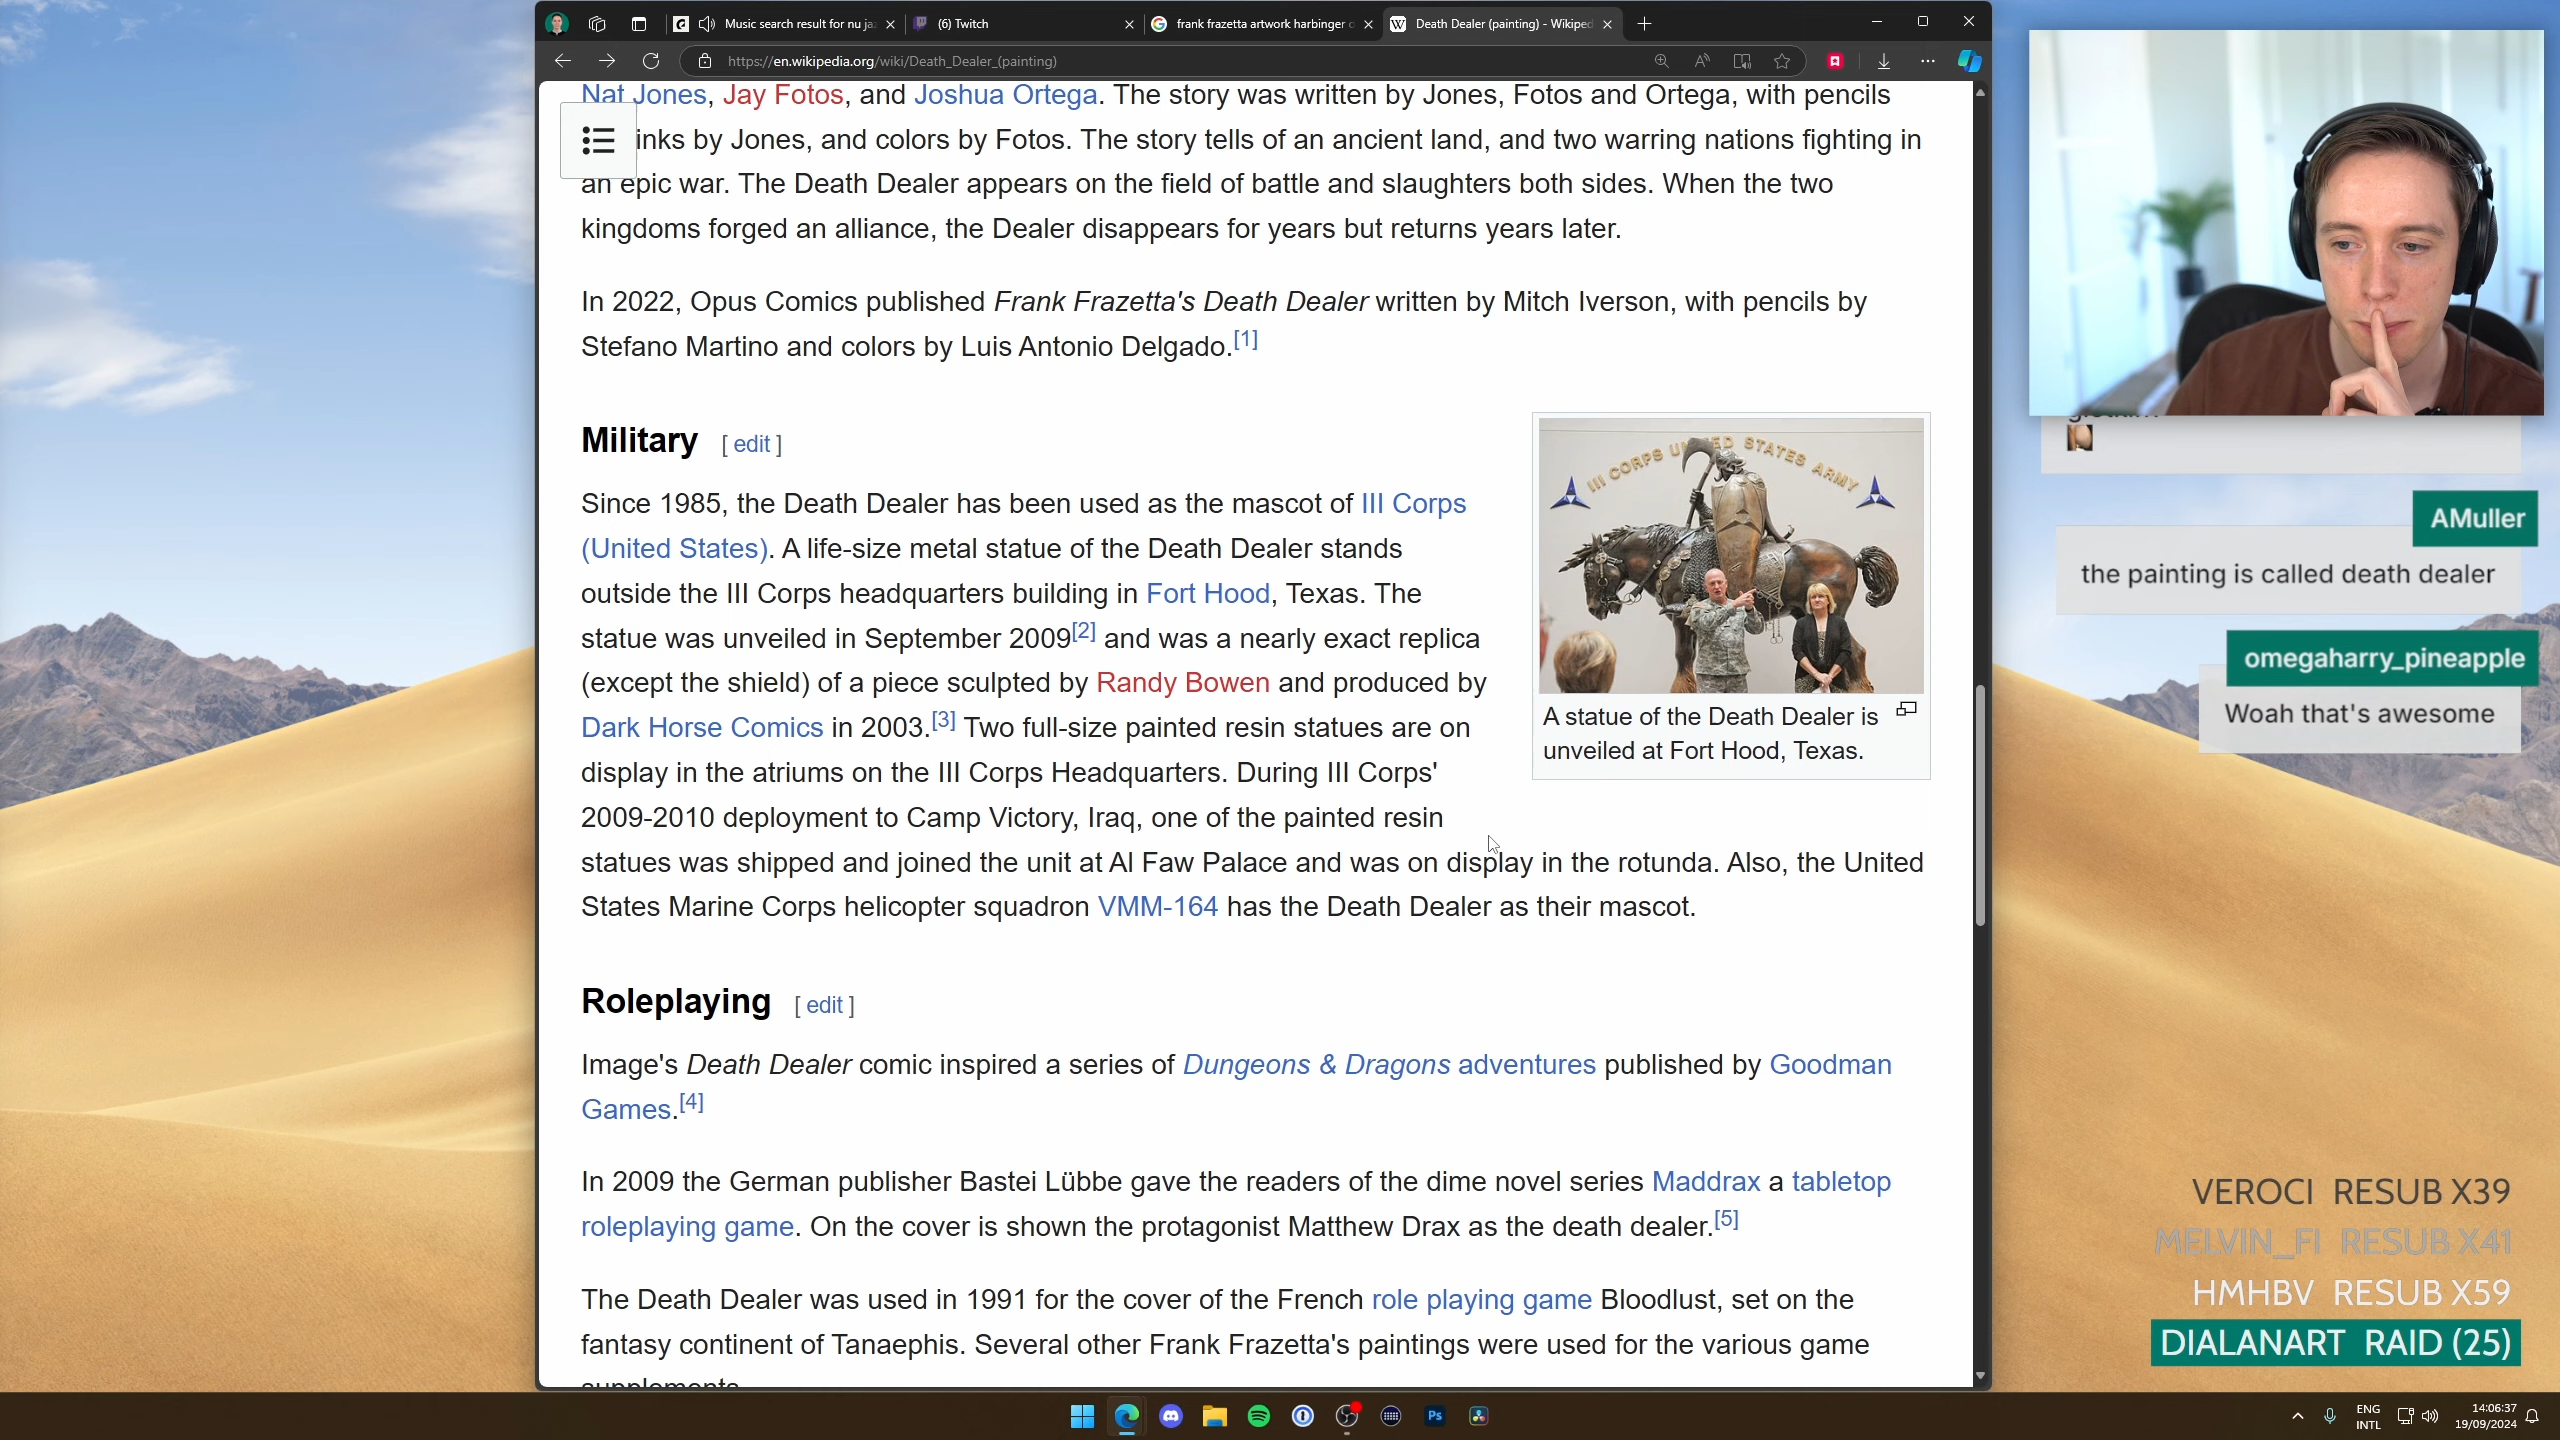 Music search result for nu ja
(6) Twitch
frank frazetta artwork harbinger o
Death Dealer (painting) - Wikiped
https://en.wikipedia.org/wiki/Death_Dealer_(painting)
Nat Jones, Jay Fotos, and Joshua Ortega. The story was written by Jones, Fotos and Ortega, with pencils
inks by Jones, and colors by Fotos. The story tells of an ancient land, and two warring nations fighting in
an epic war. The Death Dealer appears on the field of battle and slaughters both sides. When the two
kingdoms forged an alliance, the Dealer disappears for years but returns years later.
In 2022, Opus Comics published Frank Frazetta's Death Dealer written by Mitch Iverson, with pencils by
Stefano Martino and colors by Luis Antonio Delgado.[1]
Military [ edit ]
Since 1985, the Death Dealer has been used as the mascot of III Corps
(United States). A life-size metal statue of the Death Dealer stands
outside the III Corps headquarters building in Fort Hood, Texas. The
statue was unveiled in September 2009[2] and was a nearly exact replica
(except the shield) of a piece sculpted by Randy Bowen and produced by
Dark Horse Comics in 2003.[3] Two full-size painted resin statues are on
display in the atriums on the III Corps Headquarters. During III Corps'
2009-2010 deployment to Camp Victory, Iraq, one of the painted resin
statues was shipped and joined the unit at Al Faw Palace and was on display in the rotunda. Also, the United
States Marine Corps helicopter squadron VMM-164 has the Death Dealer as their mascot.
III CORPS UNITED STATES ARMY
A statue of the Death Dealer is
unveiled at Fort Hood, Texas.
Roleplaying [ edit ]
Image's Death Dealer comic inspired a series of Dungeons & Dragons adventures published by Goodman
Games.[4]
In 2009 the German publisher Bastei Lübbe gave the readers of the dime novel series Maddrax a tabletop
roleplaying game. On the cover is shown the protagonist Matthew Drax as the death dealer.[5]
The Death Dealer was used in 1991 for the cover of the French role playing game Bloodlust, set on the
fantasy continent of Tanaephis. Several other Frank Frazetta's paintings were used for the various game
supplements
AMuller
the painting is called death dealer
omegaharry_pineapple
Woah that's awesome
VEROCI RESUB X39
MELVIN_FI RESUB X41
HMHBV RESUB X59
DIALANART RAID (25)
Ps
ENG
INTL
14:06:37
19/09/2024